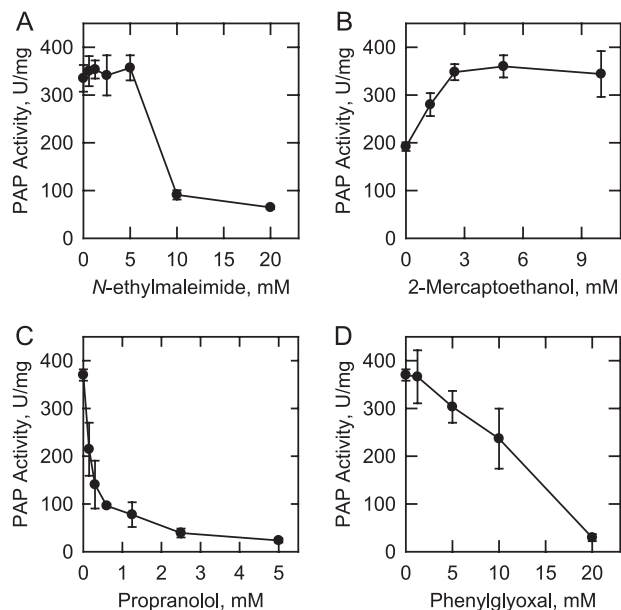 A
B
400
300
200
100
0
PAP Activity, U/mg
0 5 10 15 20
N-ethylmaleimide, mM
400
300
200
100
0
PAP Activity, U/mg
0 3 6 9
2-Mercaptoethanol, mM
C
D
400
300
200
100
0
PAP Activity, U/mg
0 1 2 3 4 5
Propranolol, mM
400
300
200
100
0
PAP Activity, U/mg
0 5 10 15 20
Phenylglyoxal, mM